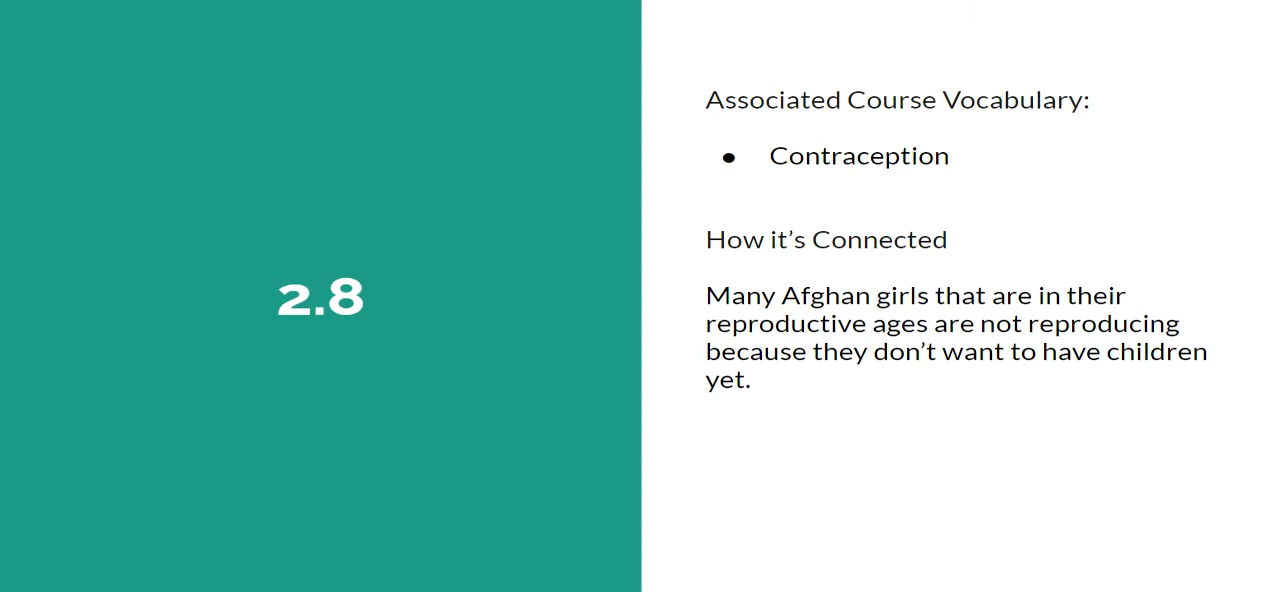 2.8
Associated Course Vocabulary:
● Contraception
How it’s Connected
Many Afghan girls that are in their
reproductive ages are not reproducing
because they don’t want to have children
yet.